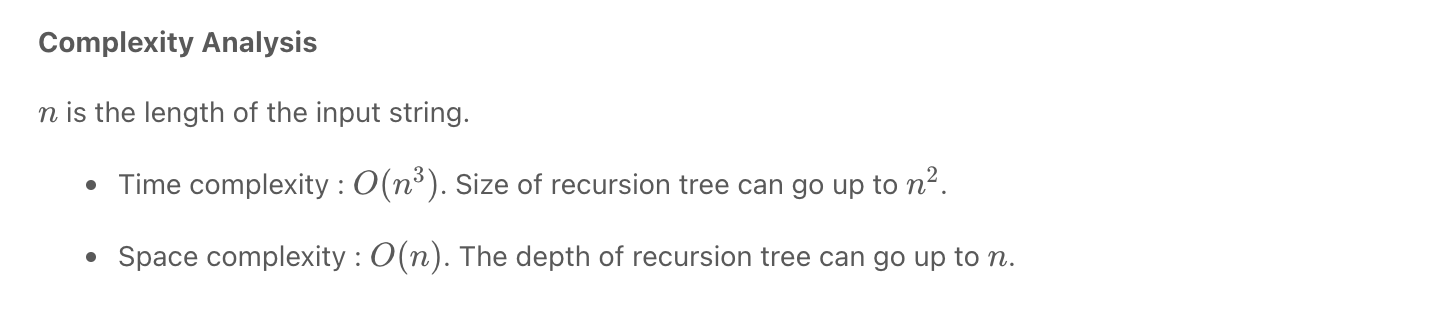 Complexity Analysis
n is the length of the input string.
• Time complexity : O(n³). Size of recursion tree can go up to n².
• Space complexity : O(n). The depth of recursion tree can go up to n.